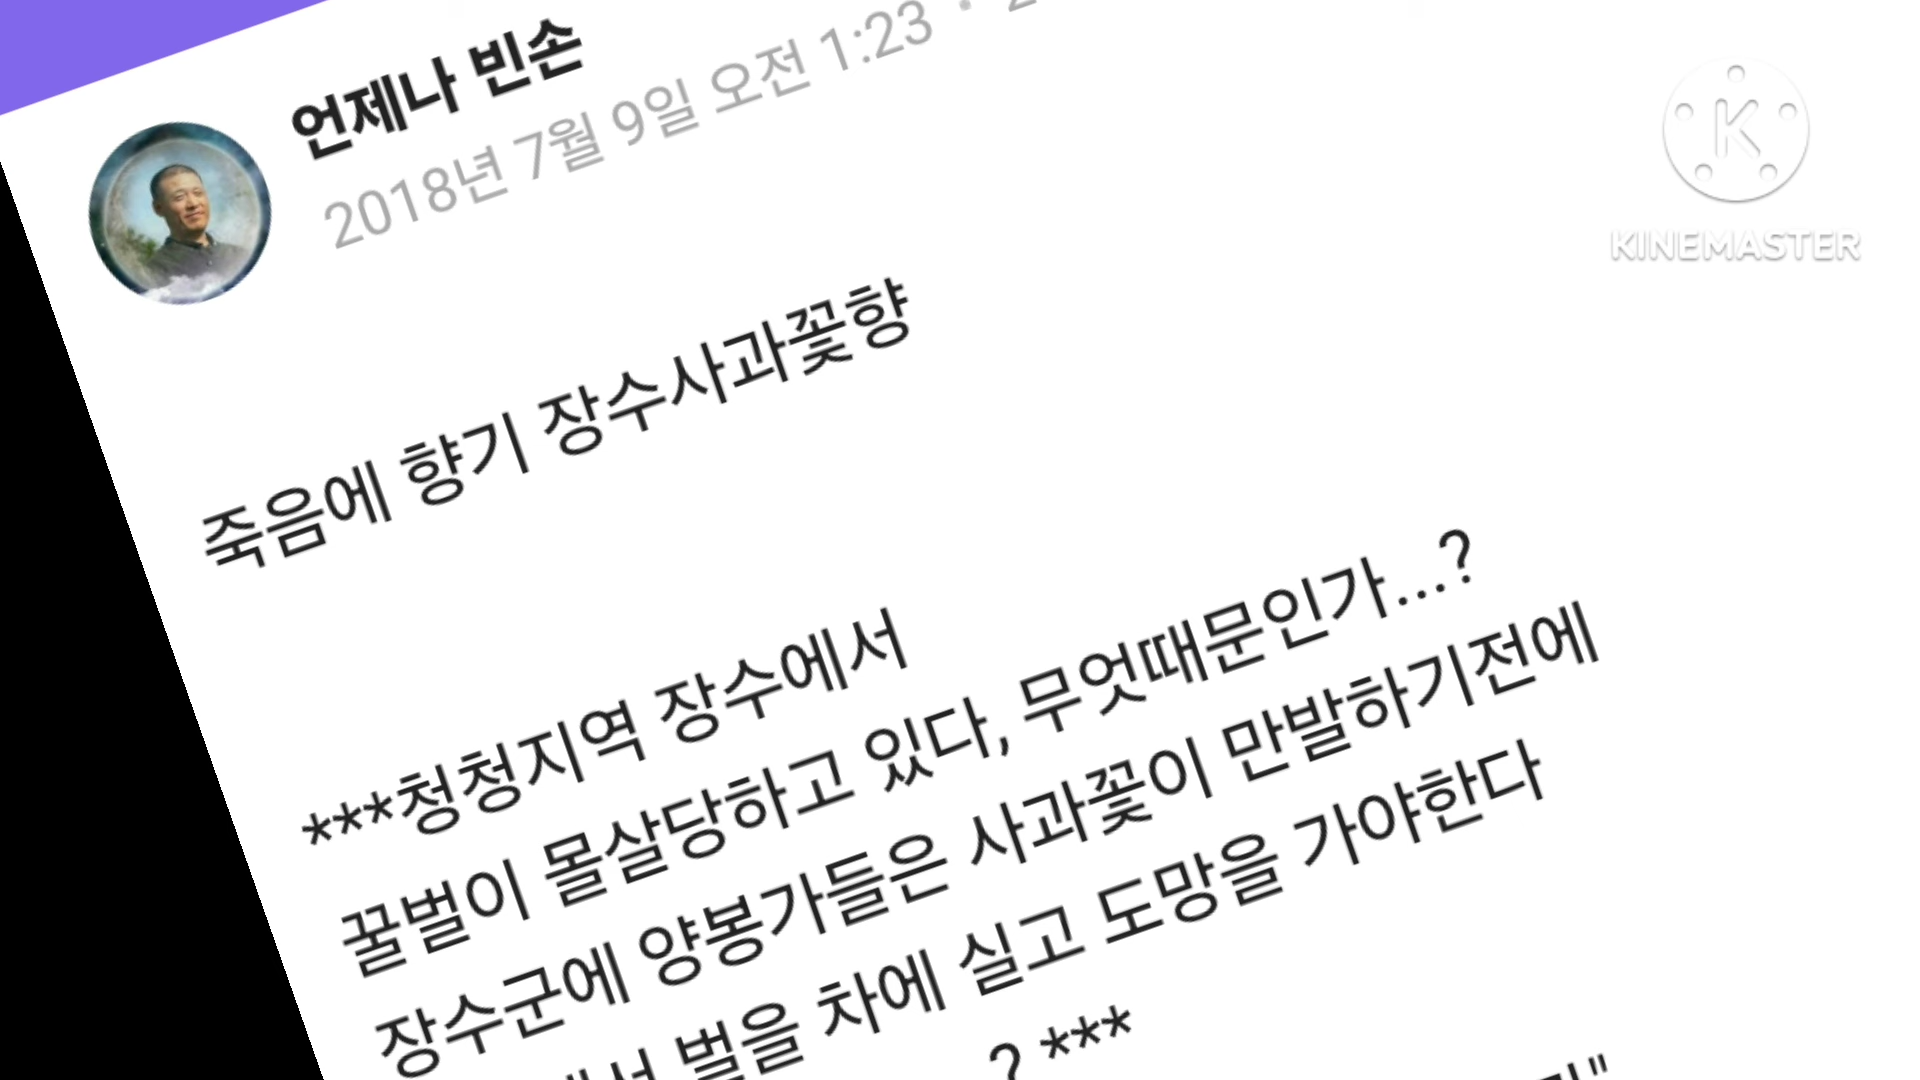 언제나 빈손
2018년 7월 9일 오전 1:23
KINEMASTER
죽음에 향기 장수사과꽃향
***청청지역 장수에서
꿀벌이 몰살당하고 있다, 무엇때문인가...?
장수군에 양봉가들은 사과꽃이 만발하기전에
벌을 차에 실고 도망을 가야한다
? ***